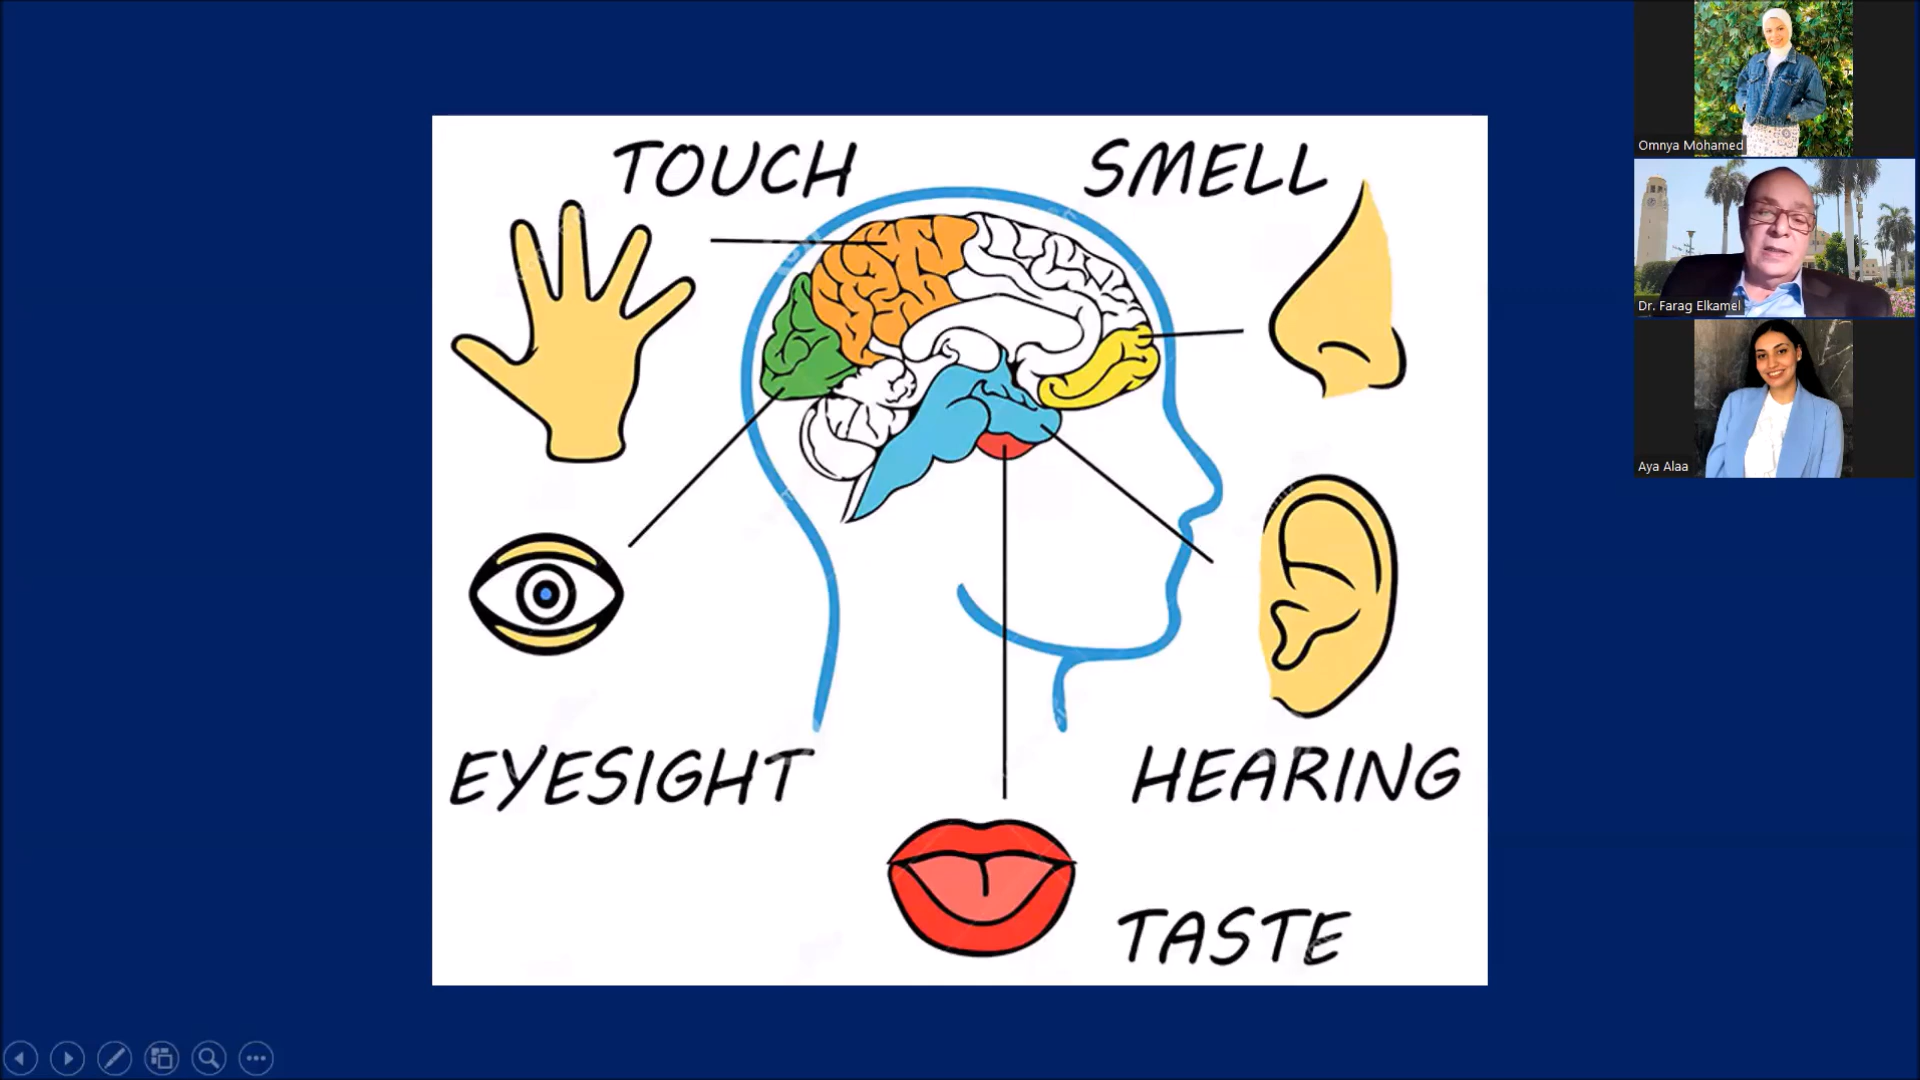 TOUCH
SMELL
EYESIGHT
HEARING
TASTE
Omnya Mohamed
Dr. Farag Elkamel
Aya Alaa